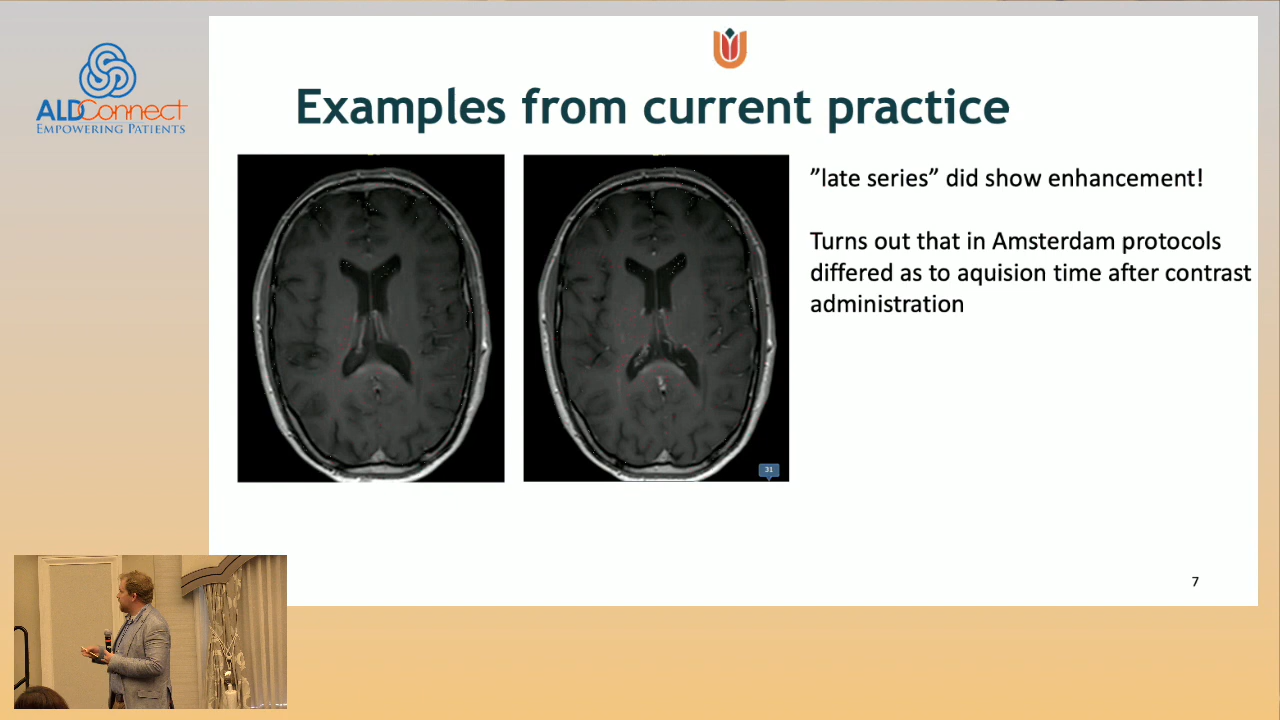 ALDConnect
EMPOWERING PATIENTS
Examples from current practice
”late series” did show enhancement!
Turns out that in Amsterdam protocols
differed as to aquision time after contrast
administration
31
7